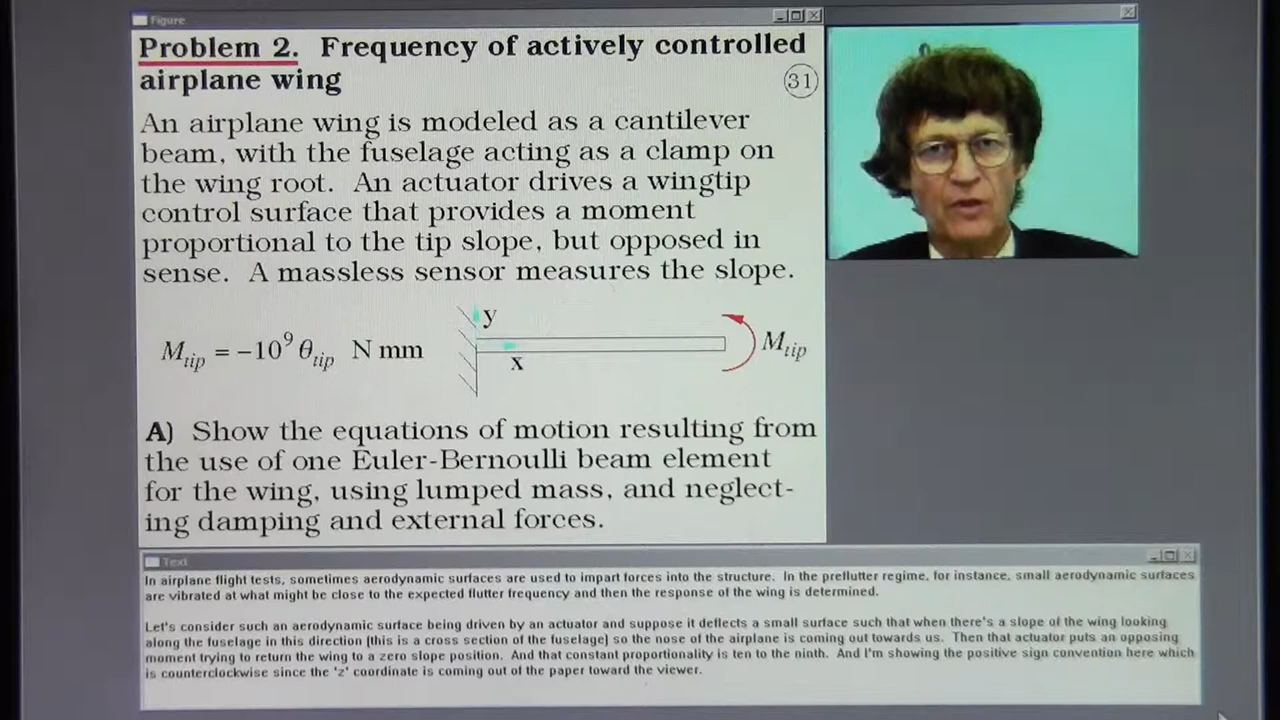 Figure
Problem 2. Frequency of actively controlled
airplane wing
31
An airplane wing is modeled as a cantilever
beam, with the fuselage acting as a clamp on
the wing root. An actuator drives a wingtip
control surface that provides a moment
proportional to the tip slope, but opposed in
sense. A massless sensor measures the slope.
y
M_tip = −10⁹ θ_tip N mm
M_tip
x
A) Show the equations of motion resulting from
the use of one Euler-Bernoulli beam element
for the wing, using lumped mass, and neglect-
ing damping and external forces.
Text
In airplane flight tests, sometimes aerodynamic surfaces are used to impart forces into the structure. In the preflutter regime, for instance, small aerodynamic surfaces
are vibrated at what might be close to the expected flutter frequency and then the response of the wing is determined.
Let's consider such an aerodynamic surface being driven by an actuator and suppose it deflects a small surface such that when there's a slope of the wing looking
along the fuselage in this direction (this is a cross section of the fuselage) so the nose of the airplane is coming out towards us. Then that actuator puts an opposing
moment trying to return the wing to a zero slope position. And that constant proportionality is ten to the ninth. And I'm showing the positive sign convention here which
is counterclockwise since the 'z' coordinate is coming out of the paper toward the viewer.